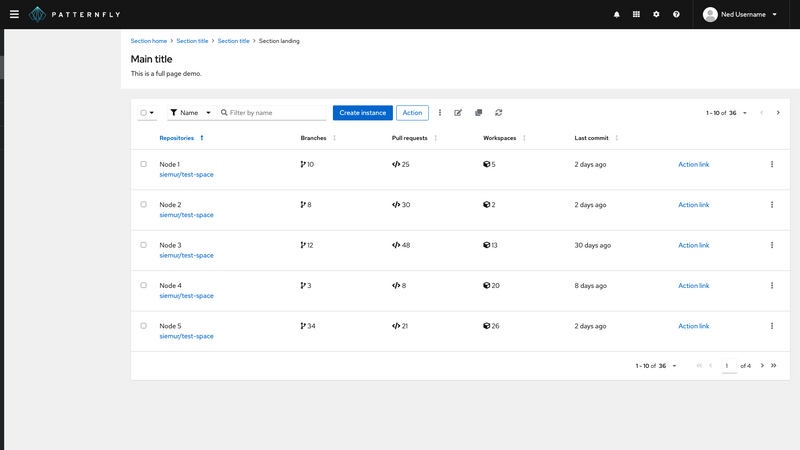 PATTERNFLY
Ned Username
Section home > Section title > Section title > Section landing
Main title
This is a full page demo.
Name
Filter by name
Create instance
Action
1 - 10 of 36
Repositories Branches Pull requests Workspaces Last commit
Node 1 10 25 5 2 days ago Action link
siemur/test-space
Node 2 8 30 2 2 days ago Action link
siemur/test-space
Node 3 12 48 13 30 days ago Action link
siemur/test-space
Node 4 3 8 20 8 days ago Action link
siemur/test-space
Node 5 34 21 26 2 days ago Action link
siemur/test-space
1 - 10 of 36 1 of 4